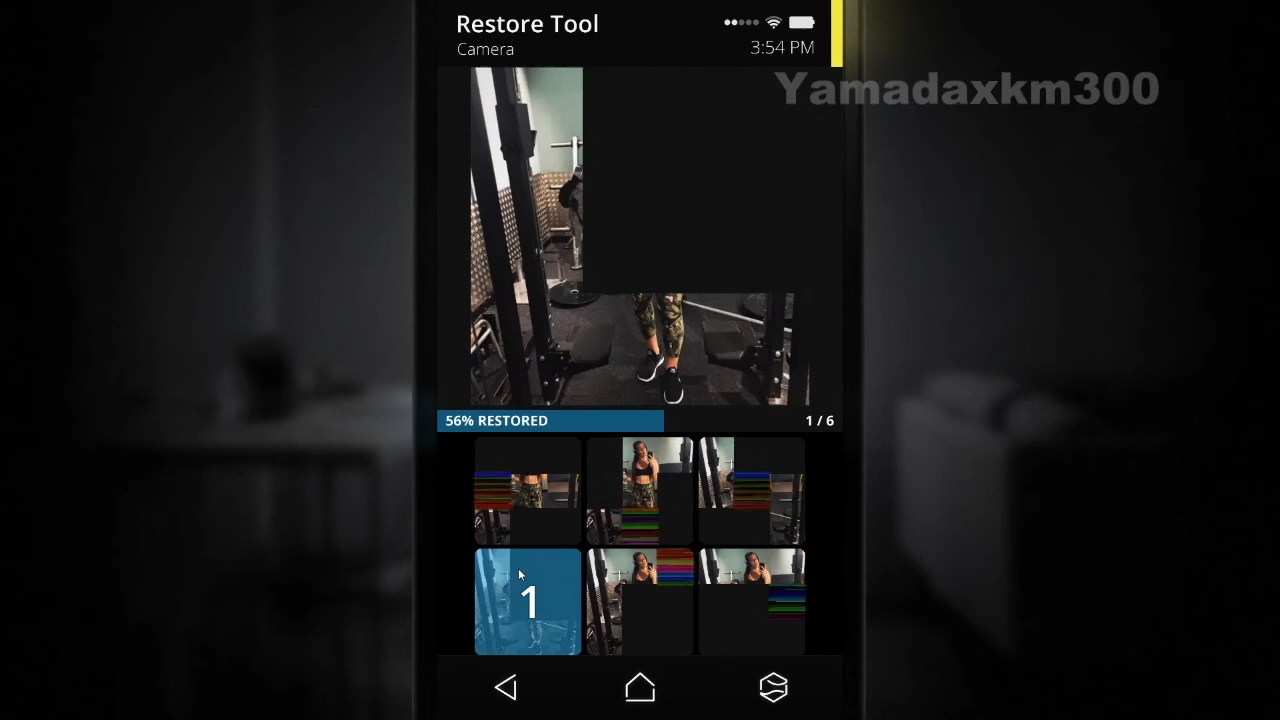 Restore Tool
Camera
3:54 PM
Yamadaxkm300
56% RESTORED
1 / 6
1